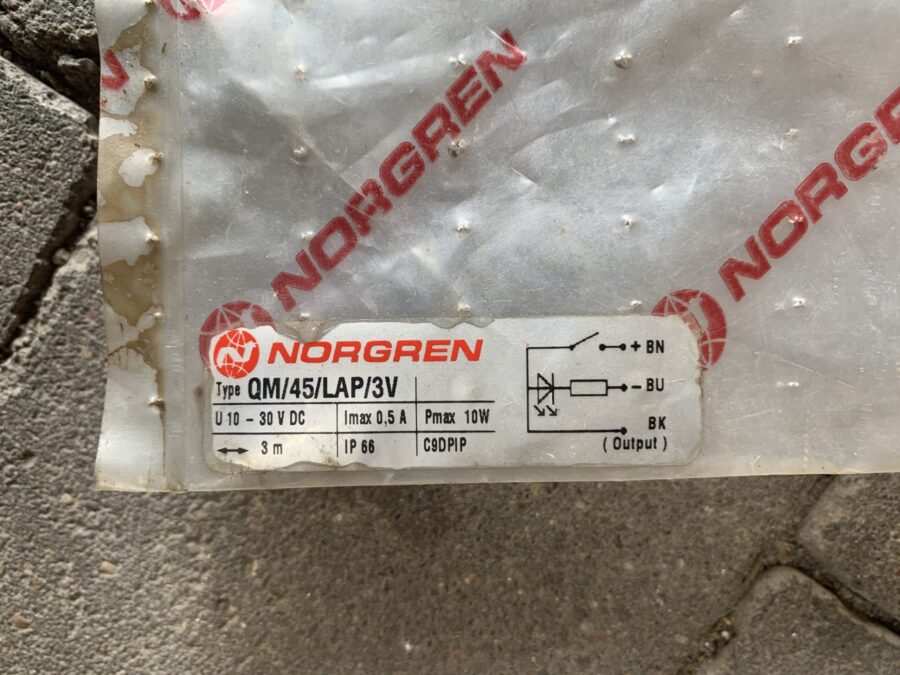 NORGREN
NORGREN
NORGREN
Type QM/45/LAP/3V
U 10 - 30 V DC Imax 0,5 A Pmax 10W
3 m IP 66 C9DPIP
+ BN
- BU
BK
( Output )